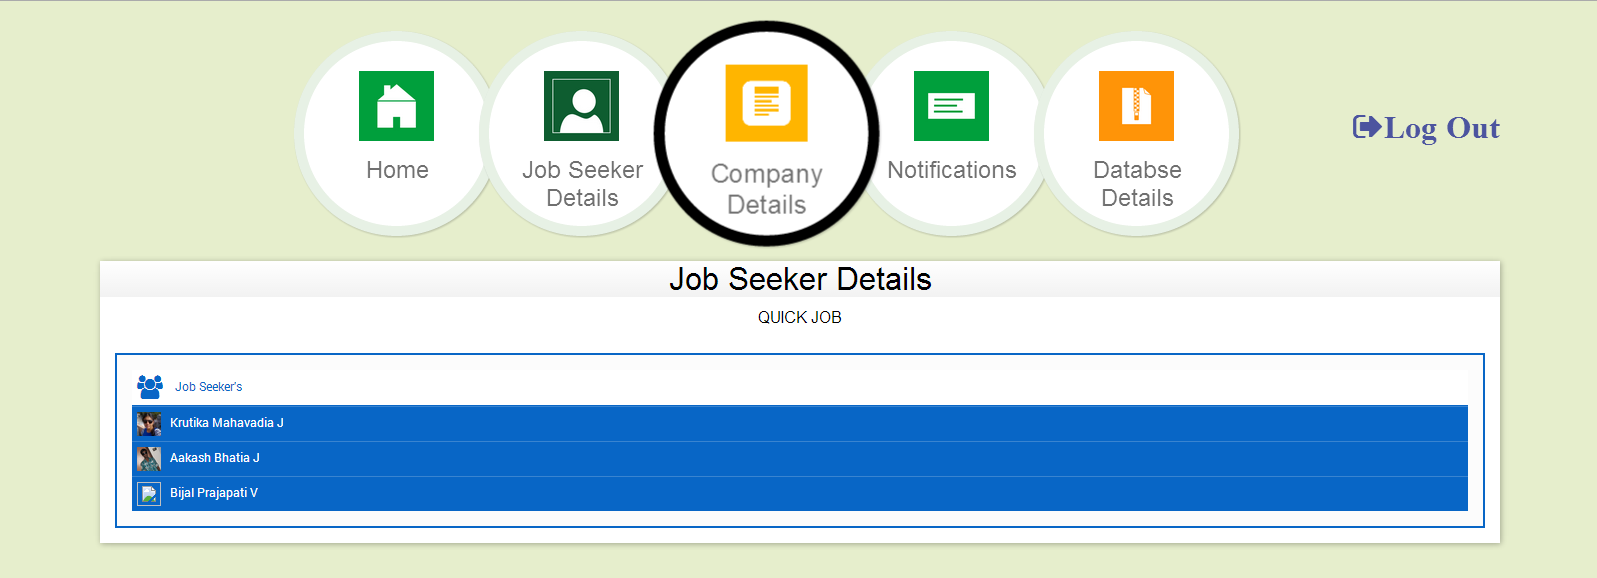 Home
Job Seeker
Details
Company
Details
Notifications
Databse
Details
Log Out
Job Seeker Details
QUICK JOB
Job Seeker's
Krutika Mahavadia J
Aakash Bhatia J
Bijal Prajapati V